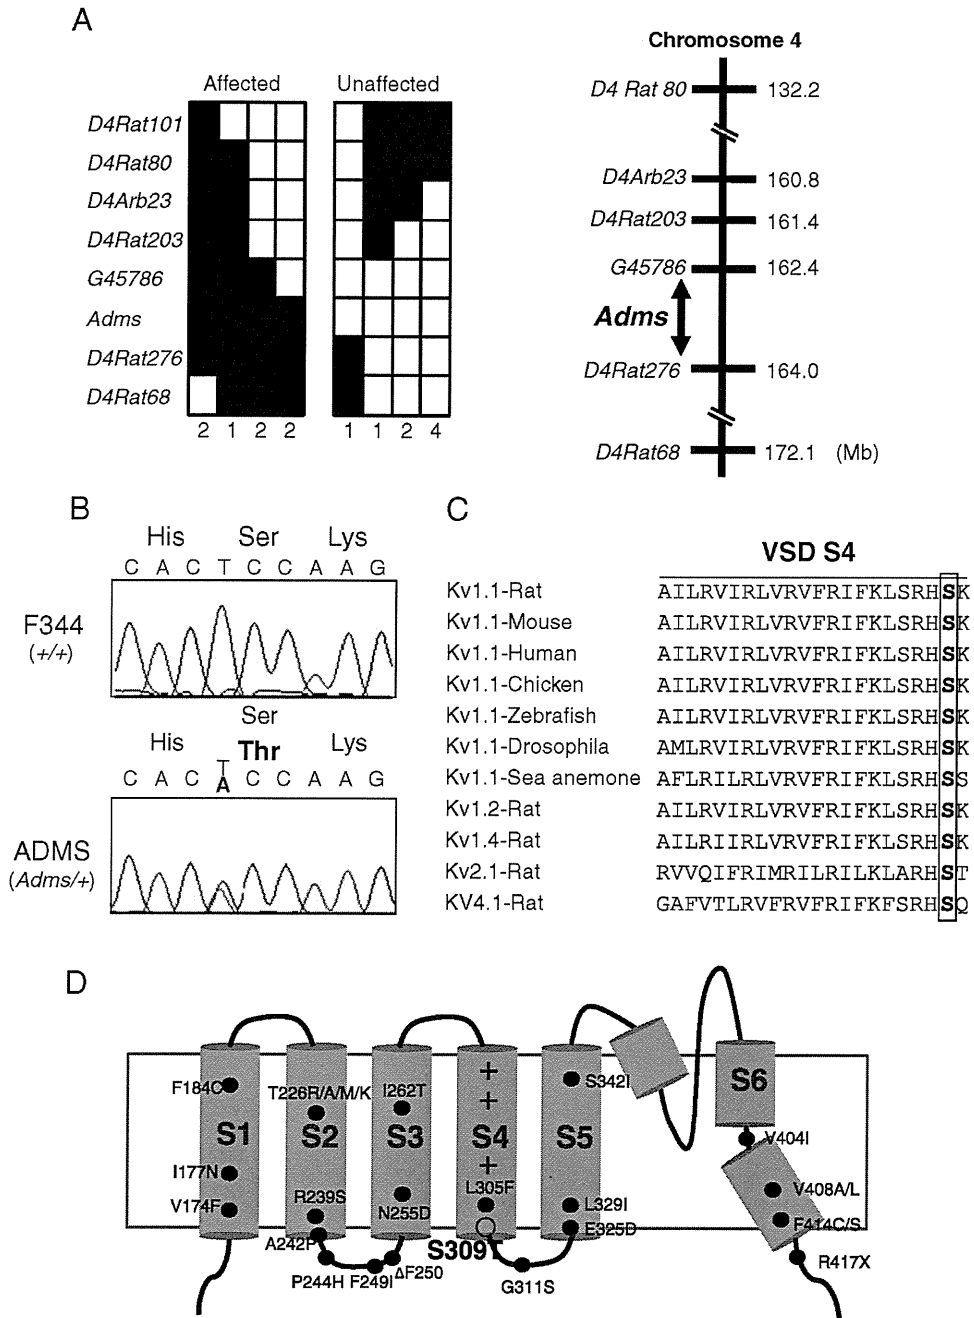 A
Affected
Unaffected
D4Rat101
D4Rat80
D4Arb23
D4Rat203
G45786
Adms
D4Rat276
D4Rat68
2 1 2 2
1 1 2 4
Chromosome 4
D4 Rat 80 132.2
D4Arb23 160.8
D4Rat203 161.4
G45786 162.4
Adms
D4Rat276 164.0
D4Rat68 172.1 (Mb)
B
His Ser Lys
C A C T C C A A G
F344
(+/+)
Ser
His Thr Lys
T
C A C A C C A A G
ADMS
(Adms/+)
C
VSD S4
Kv1.1-Rat AILRVIRLVRVFRIFKLSRHSK
Kv1.1-Mouse AILRVIRLVRVFRIFKLSRHSK
Kv1.1-Human AILRVIRLVRVFRIFKLSRHSK
Kv1.1-Chicken AILRVIRLVRVFRIFKLSRHSK
Kv1.1-Zebrafish AILRVIRLVRVFRIFKLSRHSK
Kv1.1-Drosophila AMLRVIRLVRVFRIFKLSRHSK
Kv1.1-Sea anemone AFLRILRLVRVFRIFKLSRHSS
Kv1.2-Rat AILRVIRLVRVFRIFKLSRHSK
Kv1.4-Rat AILRIIRLVRVFRIFKLSRHSK
Kv2.1-Rat RVVQIFRIMRILRILKLARHST
KV4.1-Rat GAFVTLRVFRVFRIFKFSRHSQ
D
F184C
T226R/A/M/K
I262T
+
+
S342I
S6
S1
S2
S3
S4
S5
V404I
+
I177N
L305F
V408A/L
V174F
R239S
N255D
L329I
F414C/S
A242P
S309
E325D
P244H
F249I
ΔF250
G311S
R417X